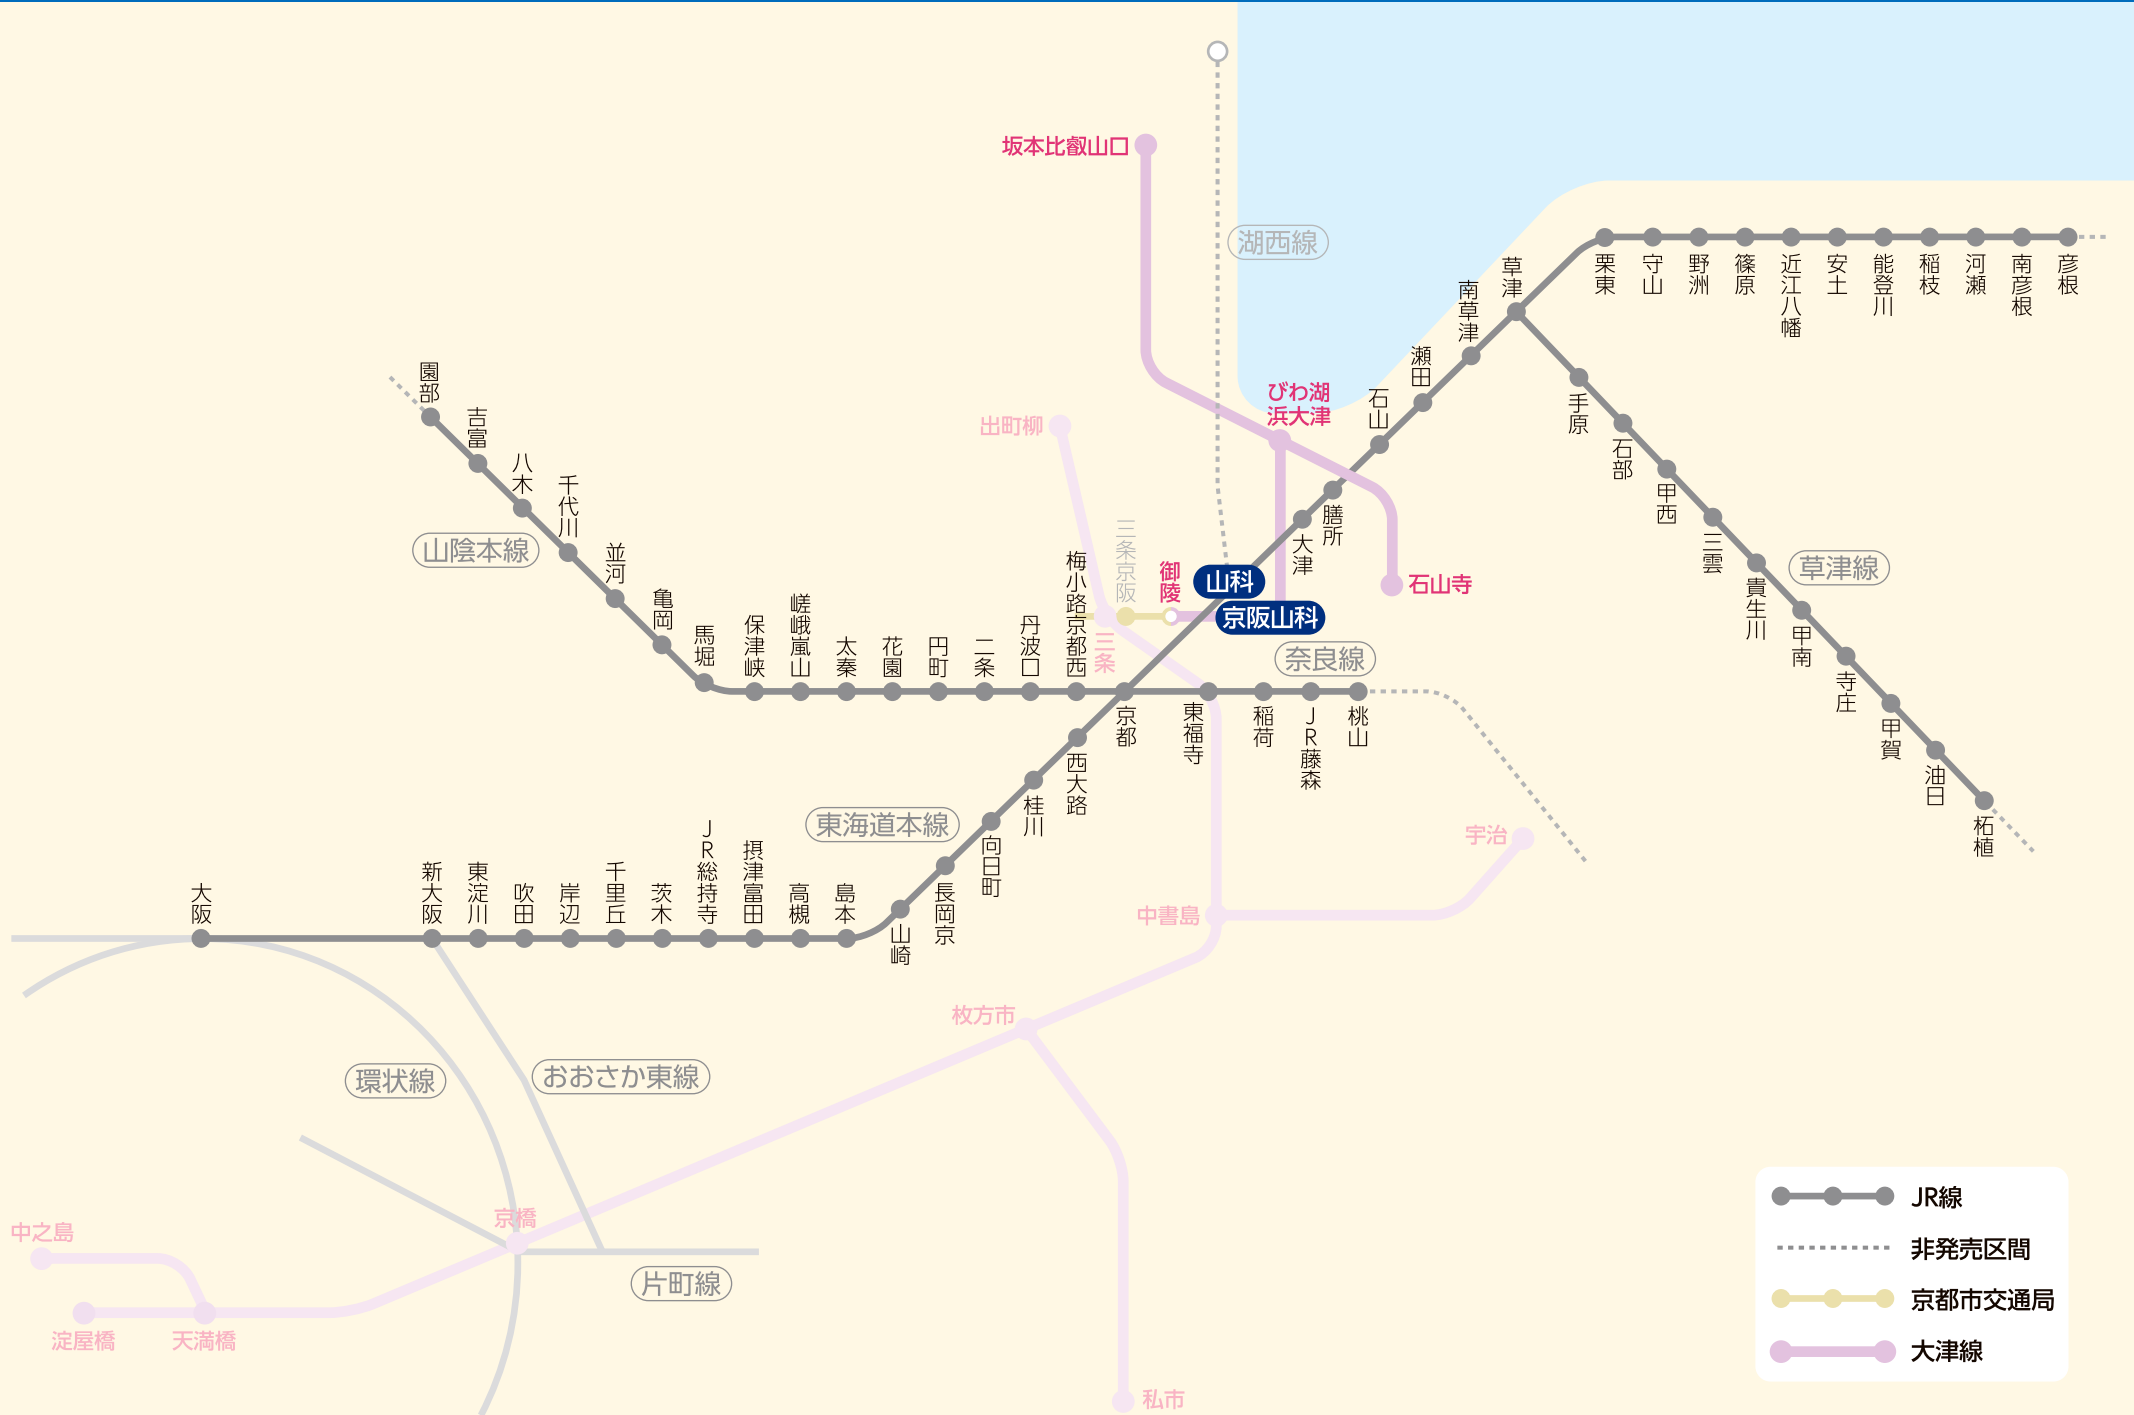 坂本比叡山口
湖西線
栗東
守山
野洲
篠原
近江八幡
安土
能登川
稲枝
河瀬
南彦根
彦根
草津
南草津
瀬田
石山
膳所
大津
びわ湖
浜大津
出町柳
三条京阪
御陵
山科
京阪山科
三条
石山寺
奈良線
手原
石部
甲西
三雲
草津線
貴生川
甲南
寺庄
甲賀
油日
柘植
園部
吉富
八木
千代川
山陰本線
並河
亀岡
馬堀
保津峡
嵯峨嵐山
太秦
花園
円町
二条
丹波口
梅小路京都西
京都
東福寺
稲荷
JR藤森
桃山
西大路
桂川
向日町
長岡京
山崎
東海道本線
島本
高槻
摂津富田
JR総持寺
茨木
千里丘
岸辺
吹田
東淀川
新大阪
大阪
宇治
中書島
枚方市
環状線
おおさか東線
京橋
中之島
片町線
淀屋橋
天満橋
私市
JR線
非発売区間
京都市交通局
大津線